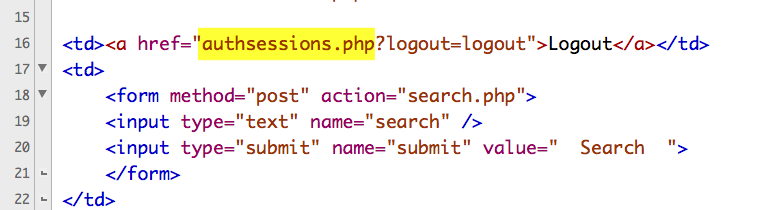 15
16 <td><a href="authsessions.php?logout=logout">Logout</a></td>
17 <td>
18 <form method="post" action="search.php">
19 <input type="text" name="search" />
20 <input type="submit" name="submit" value="  Search  ">
21 </form>
22 </td>